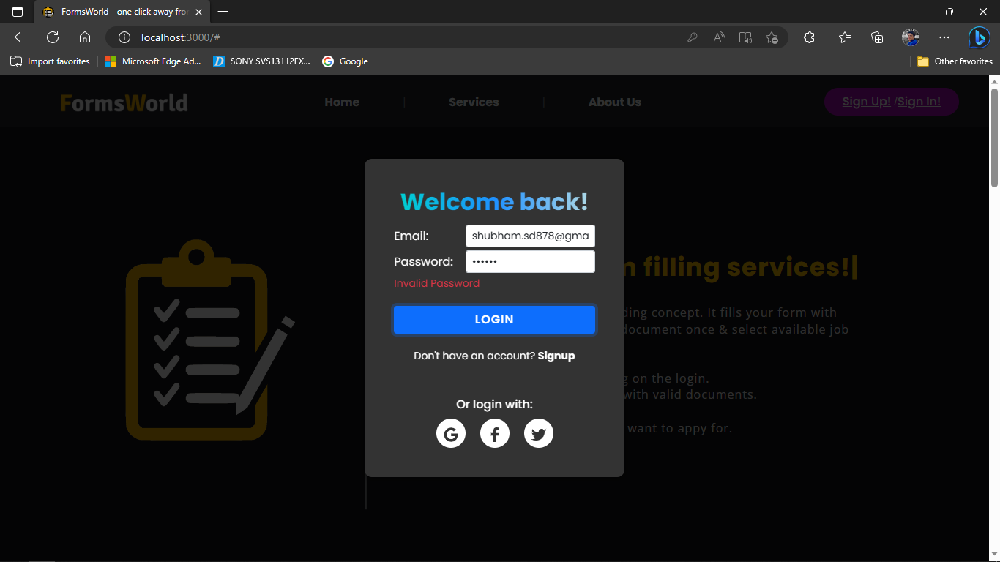 FormsWorld - one click away fro
localhost:3000/#
Import favorites
Microsoft Edge Ad...
SONY SVS13112FX...
Google
Other favorites
FormsWorld
Home | Services | About Us
Sign Up! /Sign In!
Welcome back!
Email: shubham.sd878@gma
Password: ••••••
Invalid Password
LOGIN
Don't have an account? Signup
Or login with:
filling services!|
concept. It fills your form with
once & select available job
on the login.
with valid documents.
want to appy for.